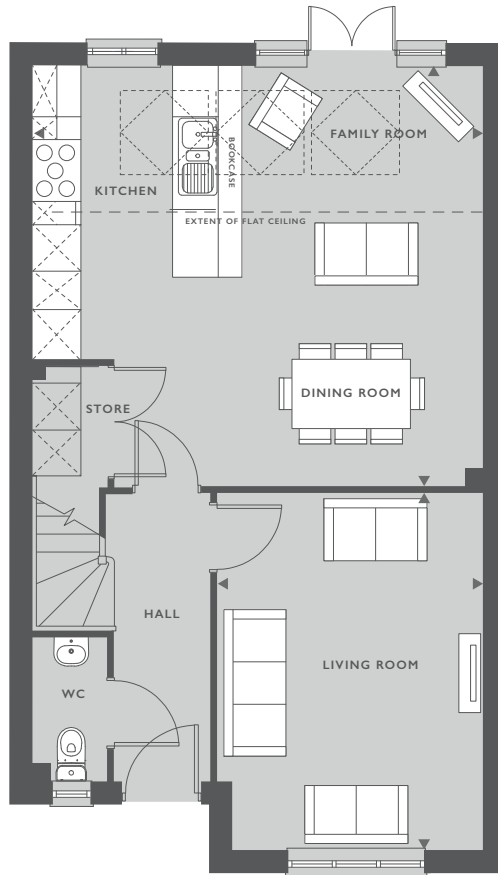 FAMILY ROOM
BOOKCASE
KITCHEN
EXTENT OF FLAT CEILING
DINING ROOM
STORE
HALL
LIVING ROOM
WC